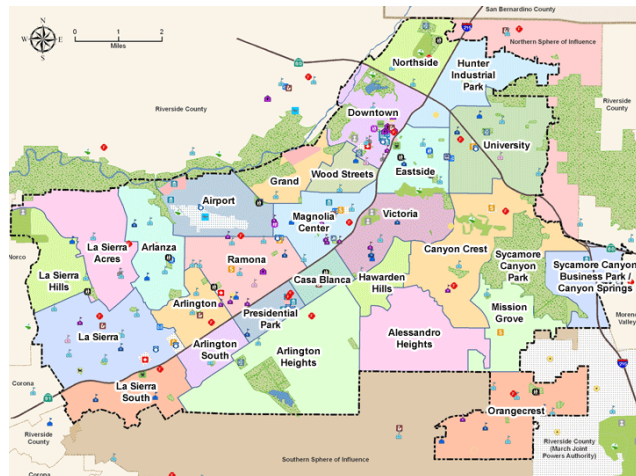 San Bernardino County
N
W
E
S
0
2
Miles
Northside
Northern Sphere of Influence
Hunter
Industrial
Park
Riverside County
Riverside
County
Downtown
University
Wood Streets
Eastside
Grand
Airport
Magnolia
Center
Victoria
La Sierra
Acres
Arlanza
Ramona
Canyon Crest
Norco
La Sierra
Hills
Casa Blanca
Hawarden
Hills
Sycamore
Canyon
Park
Sycamore Canyon
Business Park /
Canyon Springs
Arlington
Presidential
Park
Mission
Grove
Moreno
Valley
La Sierra
Arlington
South
Arlington
Heights
Alessandro
Heights
Corona
La Sierra
South
Orangecrest
Riverside
County
Southern Sphere of Influence
Riverside County
(March Joint
Powers Authority)
Corona